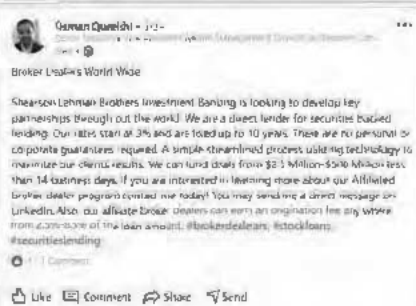 Osman Qureshi • 3rd+
Broker Dealers World Wide
Shearson Lehman Brothers Investment Banking is looking to develop key
partnerships through out the world. We are a direct lender for securities backed
lending. Our rates start at 3% and are fixed up to 10 years. There are no personal or
corporate guarantees required. A simple streamlined process utilizing technology to
maximize our clients results. We can fund deals from $2.5 Million-$500 Million less
than 14 business days. If you are interested in learning more about our Affiliated
broker dealer program contact me today! You may send me a direct message on
LinkedIn. Also, our affiliate broker dealers can earn an origination fee any where
from of the loan amount. #brokerdealers, #stockloans
#securitieslending
1 Comment
Like Comment Share Send